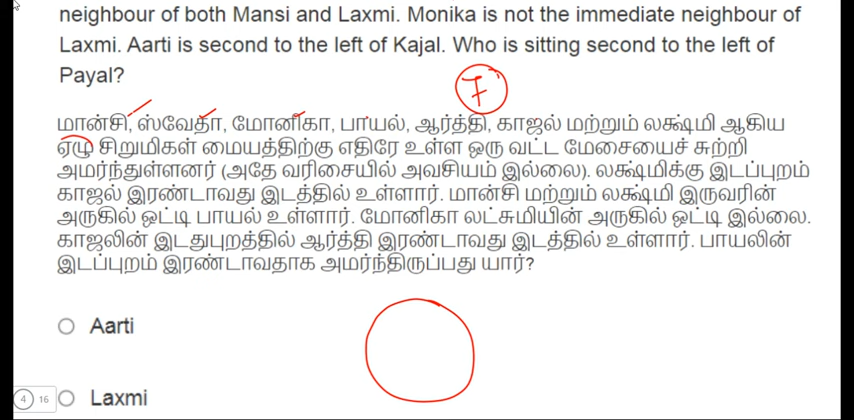 neighbour of both Mansi and Laxmi. Monika is not the immediate neighbour of
Laxmi. Aarti is second to the left of Kajal. Who is sitting second to the left of
Payal?
7
மான்சி, ஸ்வேதா, மோனிகா, பாயல், ஆர்த்தி, காஜல் மற்றும் லக்ஷ்மி ஆகிய
ஏழு சிறுமிகள் மையத்திற்கு எதிரே உள்ள ஒரு வட்ட மேசையைச் சுற்றி
அமர்ந்துள்ளனர் (அதே வரிசையில் அவசியம் இல்லை). லக்ஷ்மிக்கு இடப்புறம்
காஜல் இரண்டாவது இடத்தில் உள்ளார். மான்சி மற்றும் லக்ஷ்மி இருவரின்
அருகில் ஒட்டி பாயல் உள்ளார். மோனிகா லட்சுமியின் அருகில் ஒட்டி இல்லை.
காஜலின் இடதுபுறத்தில் ஆர்த்தி இரண்டாவது இடத்தில் உள்ளார். பாயலின்
இடப்புறம் இரண்டாவதாக அமர்ந்திருப்பது யார்?
Aarti
4 16 Laxmi